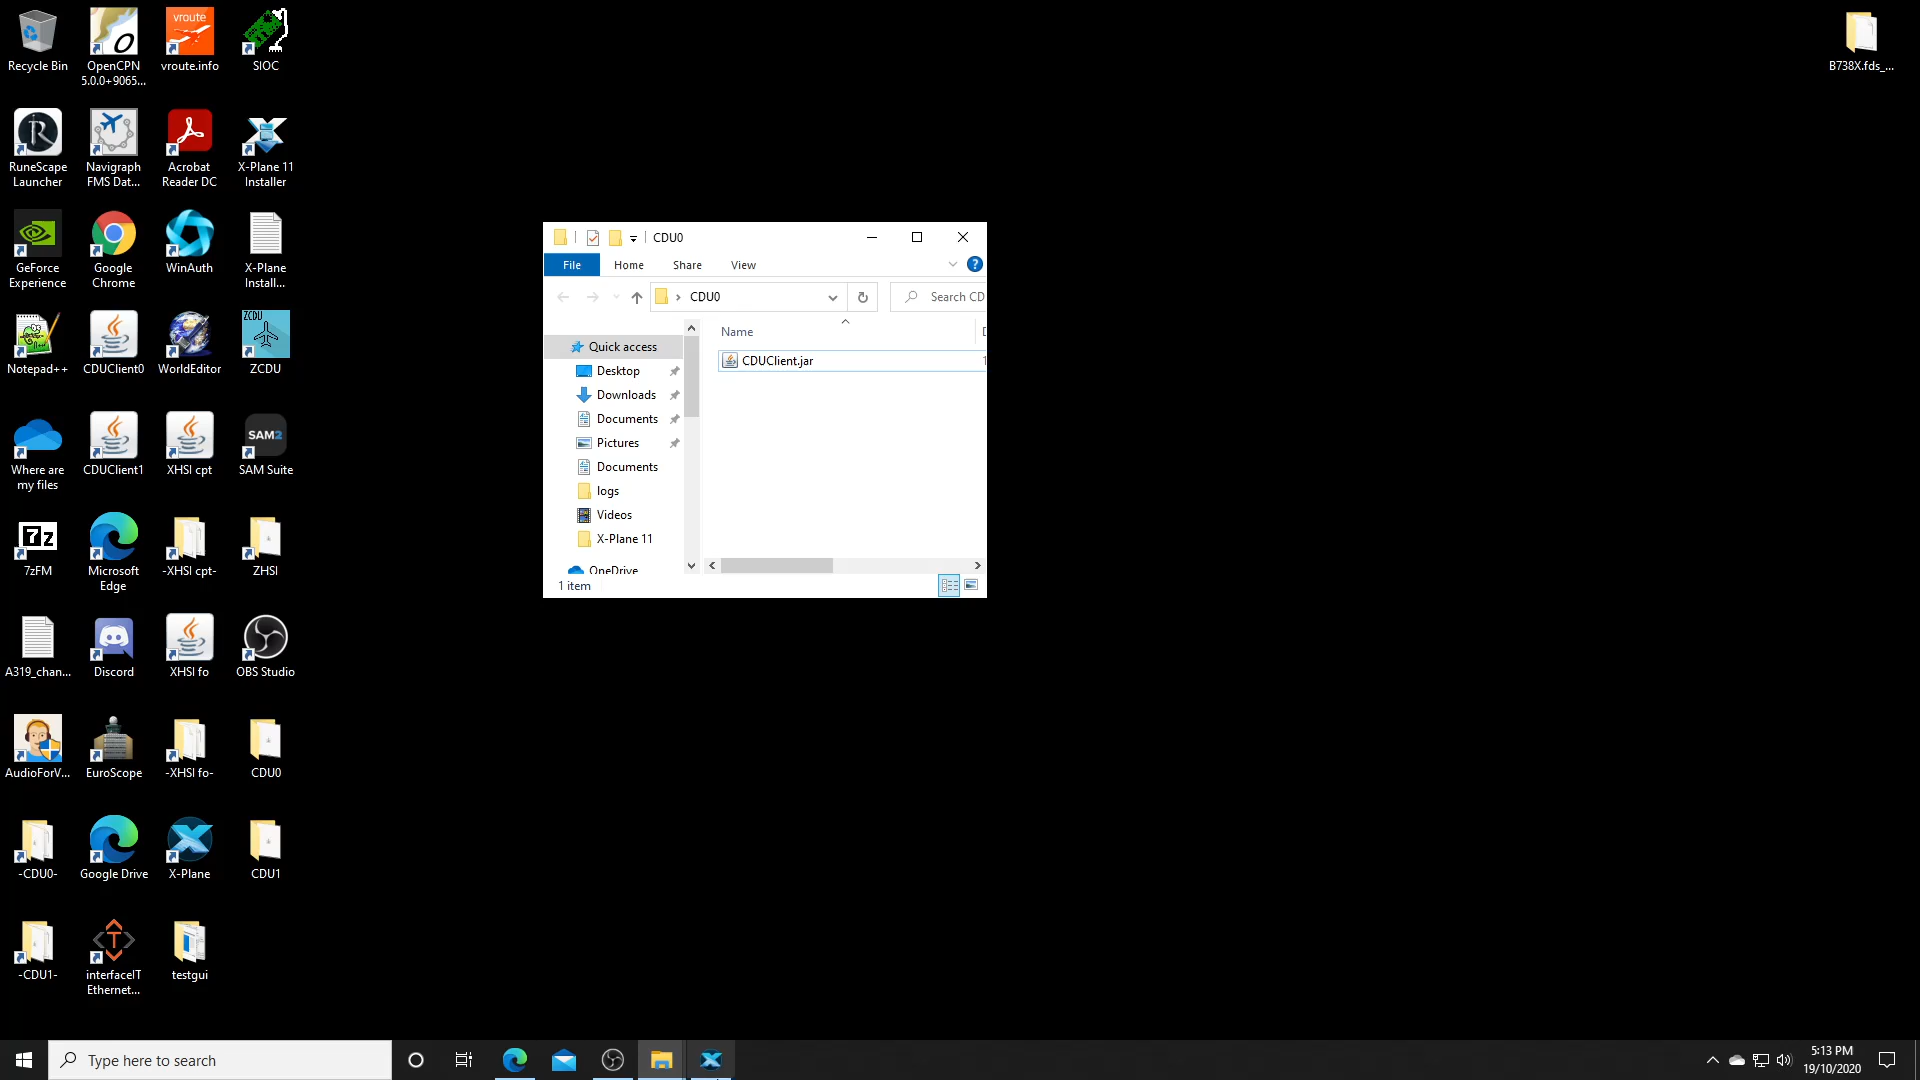 Recycle Bin
OpenCPN
5.0.0+9065...
vroute
vroute.info
SIOC
B738X.fds_...
RuneScape
Launcher
Navigraph
FMS Dat...
Acrobat
Reader DC
X-Plane 11
Installer
GeForce
Experience
Google
Chrome
WinAuth
X-Plane
Install...
Notepad++
CDUClient0
WorldEditor
ZCDU
ZCDU
Where are
my files
CDUClient1
XHSI cpt
SAM2
SAM Suite
7z
7zFM
Microsoft
Edge
-XHSI cpt-
ZHSI
A319_chan...
Discord
XHSI fo
OBS Studio
AudioForV...
EuroScope
-XHSI fo-
CDU0
-CDU0-
Google Drive
X-Plane
CDU1
-CDU1-
interfaceIT
Ethernet...
testgui
CDU0
File
Home
Share
View
CDU0
Search CD
Name
Quick access
CDUClient.jar
Desktop
Downloads
Documents
Pictures
Documents
logs
Videos
X-Plane 11
OneDrive
1 item
Type here to search
5:13 PM
19/10/2020